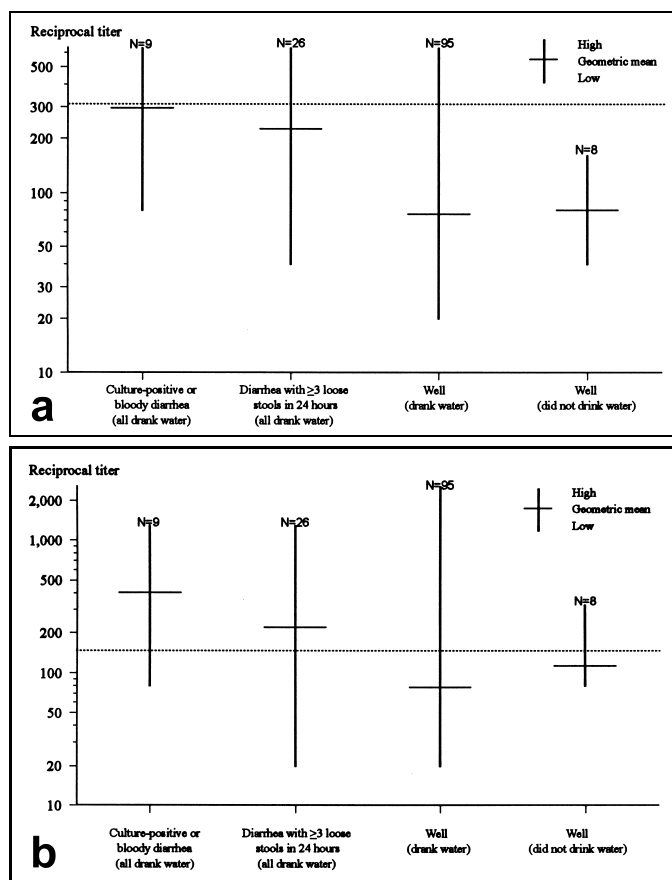 Reciprocal titer
N=9
N=26
N=95
N=8
High
Geometric mean
Low
500
300
200
100
50
30
20
10
Culture-positive or
bloody diarrhea
(all drank water)
Diarrhea with ≥3 loose
stools in 24 hours
(all drank water)
Well
(drank water)
Well
(did not drink water)
a
Reciprocal titer
N=9
N=26
N=95
N=8
High
Geometric mean
Low
2,000
1,000
500
200
100
50
20
10
Culture-positive or
bloody diarrhea
(all drank water)
Diarrhea with ≥3 loose
stools in 24 hours
(all drank water)
Well
(drank water)
Well
(did not drink water)
b